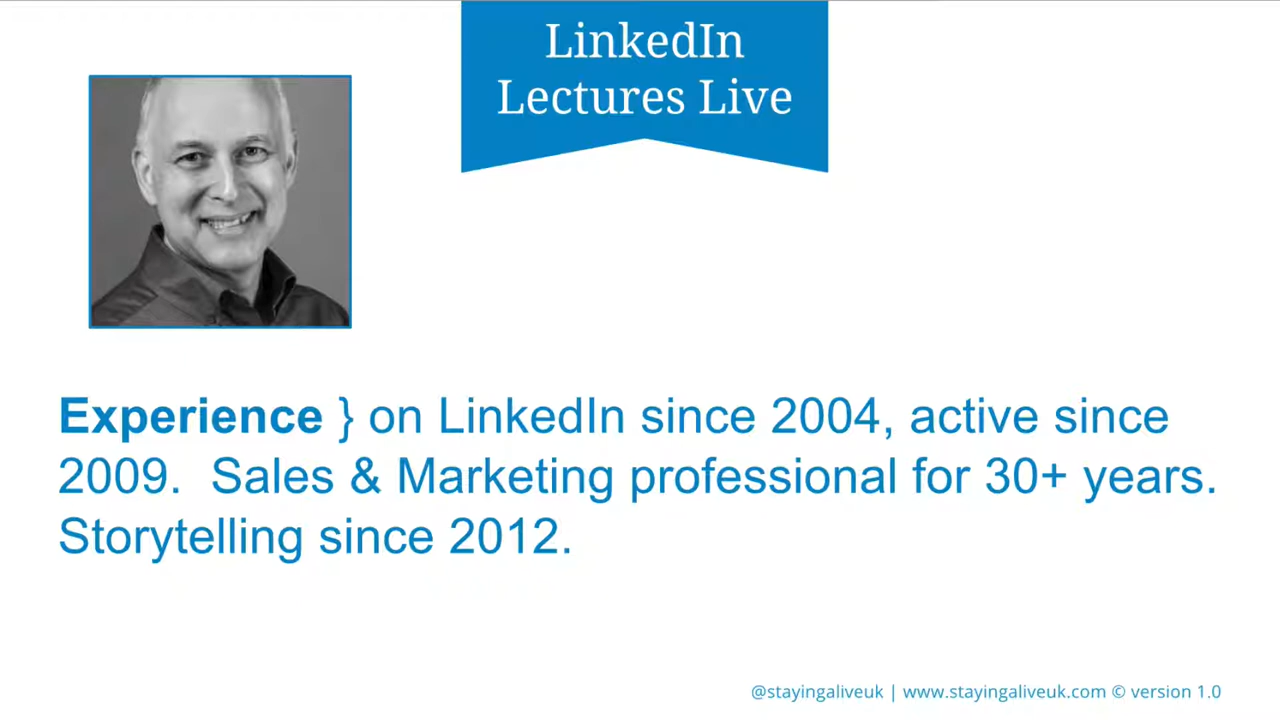 LinkedIn
Lectures Live
Experience } on LinkedIn since 2004, active since
2009.  Sales & Marketing professional for 30+ years.
Storytelling since 2012.
@stayingaliveuk | www.stayingaliveuk.com © version 1.0